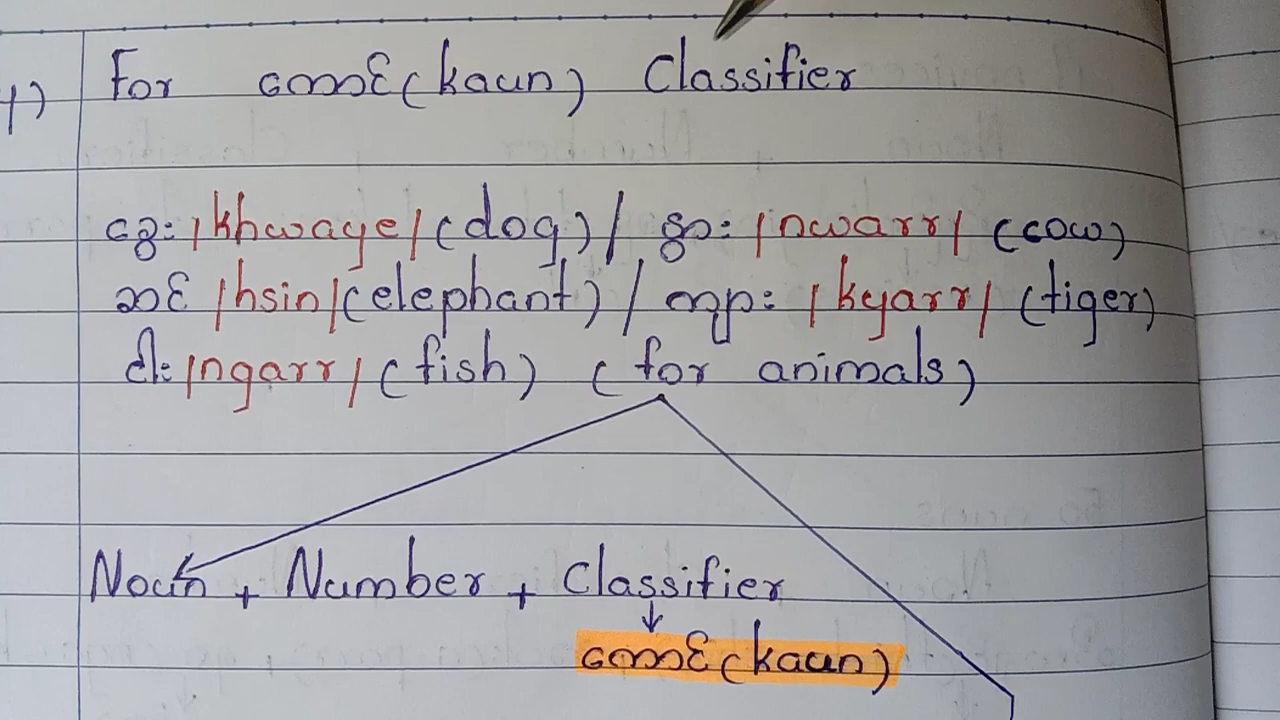 1) For ကောင် (kaun) Classifier
ခွေး /khwaye/ (dog) / နွား /nwarr/ (cow)
ဆင် /hsin/ (elephant) / ကျား /kyarr/ (tiger)
ငါး /ngarr/ (fish) (for animals)
Noun + Number + Classifier
ကောင် (kaun)